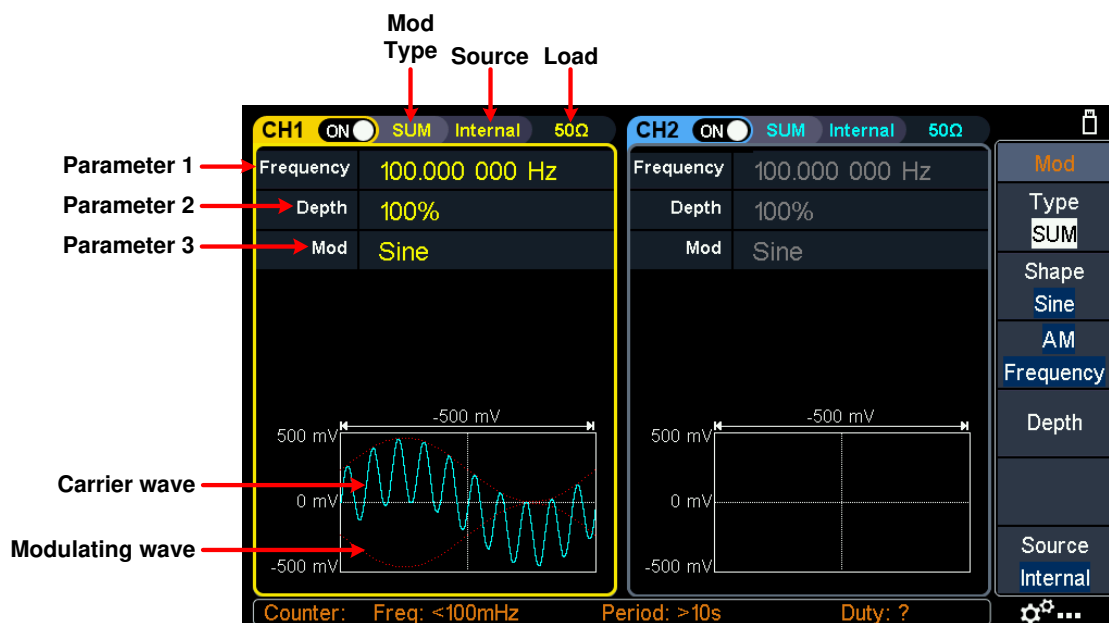 Mod
Type
Source
Load
CH1 ON SUM Internal 50Ω
CH2 ON SUM Internal 50Ω
Parameter 1
Frequency 100.000 000 Hz
Parameter 2
Depth 100%
Parameter 3
Mod Sine
Frequency 100.000 000 Hz
Depth 100%
Mod Sine
Mod
Type
SUM
Shape
Sine
AM
Frequency
Depth
Source
Internal
-500 mV
500 mV
Carrier wave
0 mV
Modulating wave
-500 mV
-500 mV
500 mV
0 mV
-500 mV
Counter: Freq: <100mHz Period: >10s Duty: ?